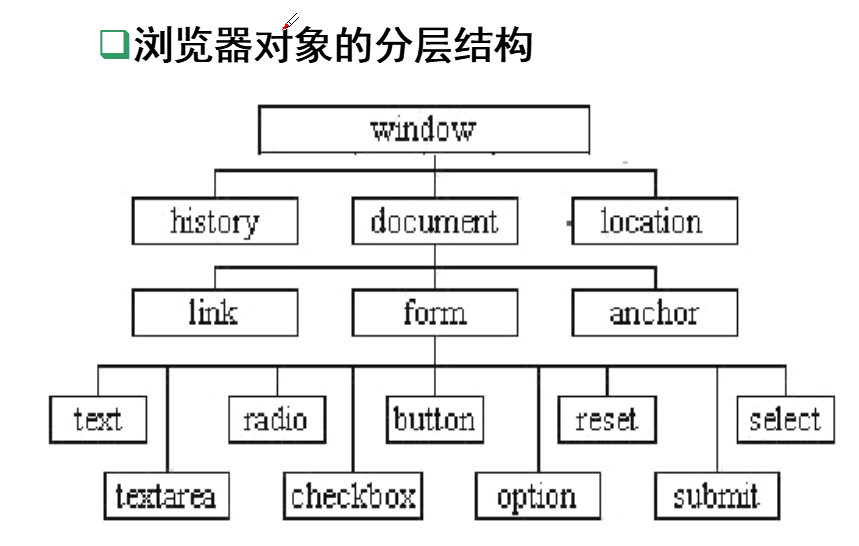 浏览器对象的分层结构
window
history document location
link form anchor
text radio button reset select
textarea checkbox option submit